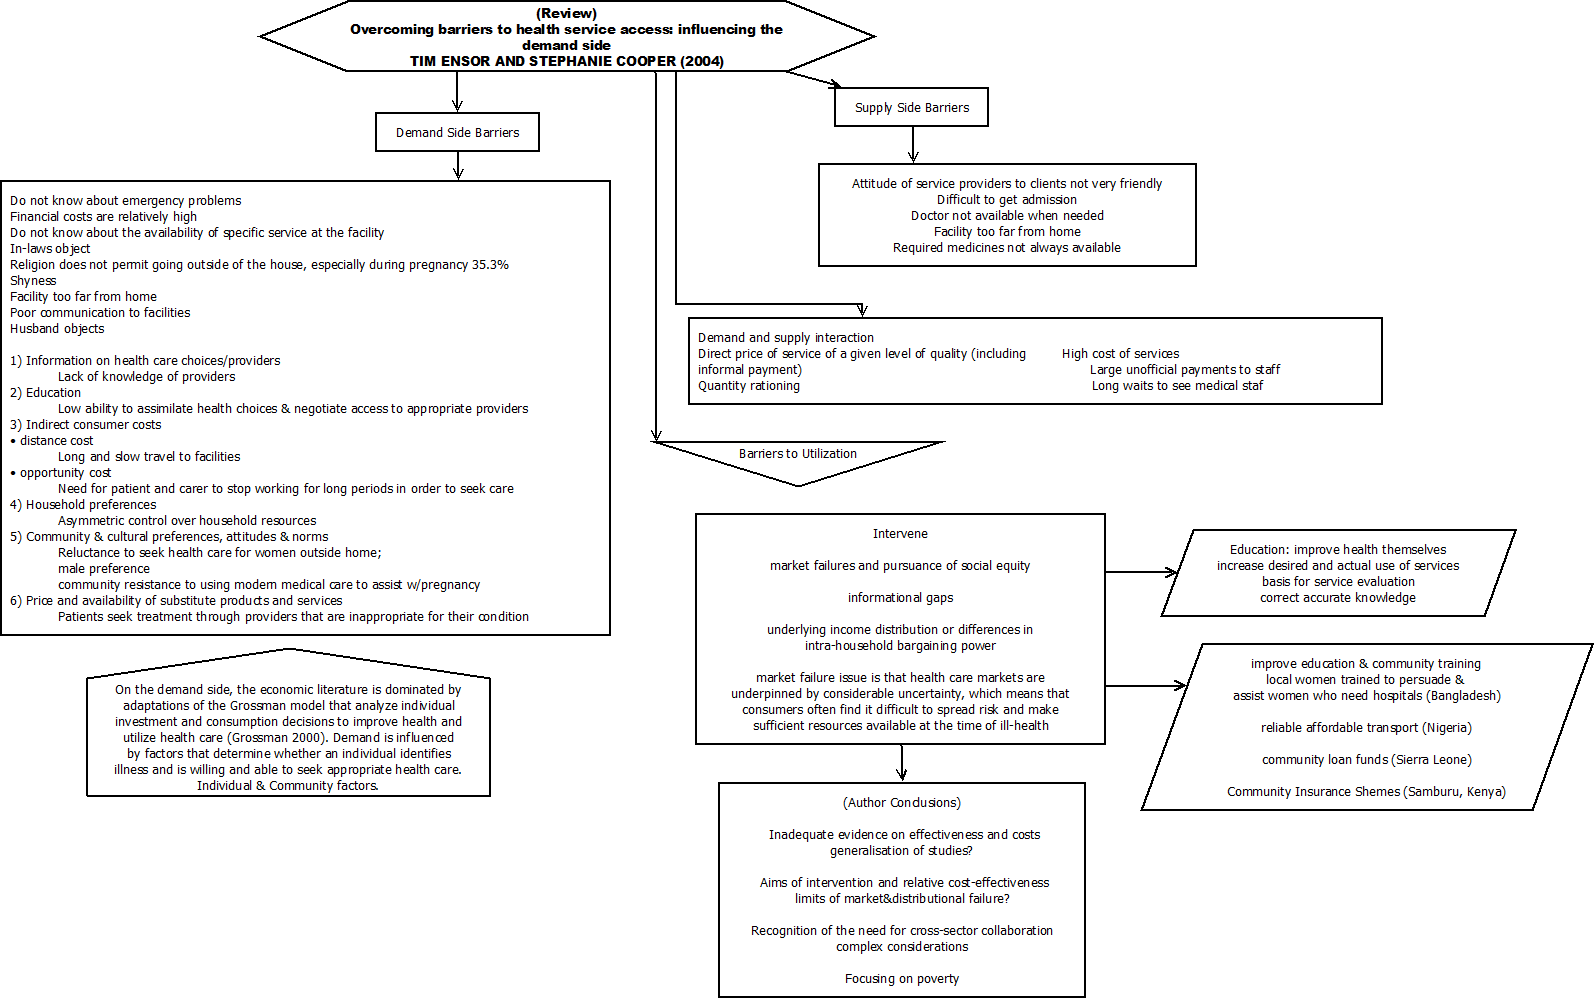 (Review)
Overcoming barriers to health service access: influencing the
demand side
TIM ENSOR AND STEPHANIE COOPER (2004)
Demand Side Barriers
Do not know about emergency problems
Financial costs are relatively high
Do not know about the availability of specific service at the facility
In-laws object
Religion does not permit going outside of the house, especially during pregnancy 35.3%
Shyness
Facility too far from home
Poor communication to facilities
Husband objects
1) Information on health care choices/providers
Lack of knowledge of providers
2) Education
Low ability to assimilate health choices & negotiate access to appropriate providers
3) Indirect consumer costs
• distance cost
Long and slow travel to facilities
• opportunity cost
Need for patient and carer to stop working for long periods in order to seek care
4) Household preferences
Asymmetric control over household resources
5) Community & cultural preferences, attitudes & norms
Reluctance to seek health care for women outside home;
male preference
community resistance to using modern medical care to assist w/pregnancy
6) Price and availability of substitute products and services
Patients seek treatment through providers that are inappropriate for their condition
On the demand side, the economic literature is dominated by
adaptations of the Grossman model that analyze individual
investment and consumption decisions to improve health and
utilize health care (Grossman 2000). Demand is influenced
by factors that determine whether an individual identifies
illness and is willing and able to seek appropriate health care.
Individual & Community factors.
Supply Side Barriers
Attitude of service providers to clients not very friendly
Difficult to get admission
Doctor not available when needed
Facility too far from home
Required medicines not always available
Demand and supply interaction
Direct price of service of a given level of quality (including High cost of services
informal payment) Large unofficial payments to staff
Quantity rationing Long waits to see medical staf
Barriers to Utilization
Intervene
market failures and pursuance of social equity
informational gaps
underlying income distribution or differences in
intra-household bargaining power
market failure issue is that health care markets are
underpinned by considerable uncertainty, which means that
consumers often find it difficult to spread risk and make
sufficient resources available at the time of ill-health
Education: improve health themselves
increase desired and actual use of services
basis for service evaluation
correct accurate knowledge
improve education & community training
local women trained to persuade &
assist women who need hospitals (Bangladesh)
reliable affordable transport (Nigeria)
community loan funds (Sierra Leone)
Community Insurance Shemes (Samburu, Kenya)
(Author Conclusions)
Inadequate evidence on effectiveness and costs
generalisation of studies?
Aims of intervention and relative cost-effectiveness
limits of market&distributional failure?
Recognition of the need for cross-sector collaboration
complex considerations
Focusing on poverty